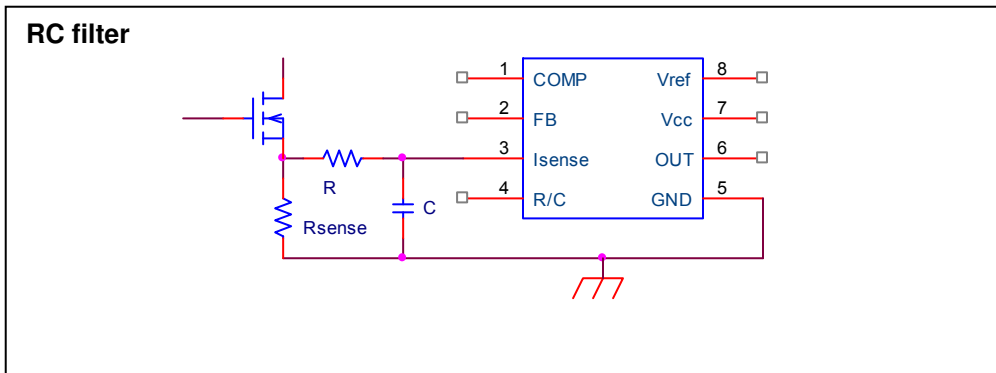 RC filter
1 COMP Vref 8
2 FB Vcc 7
3 Isense OUT 6
4 R/C GND 5
R
C
Rsense